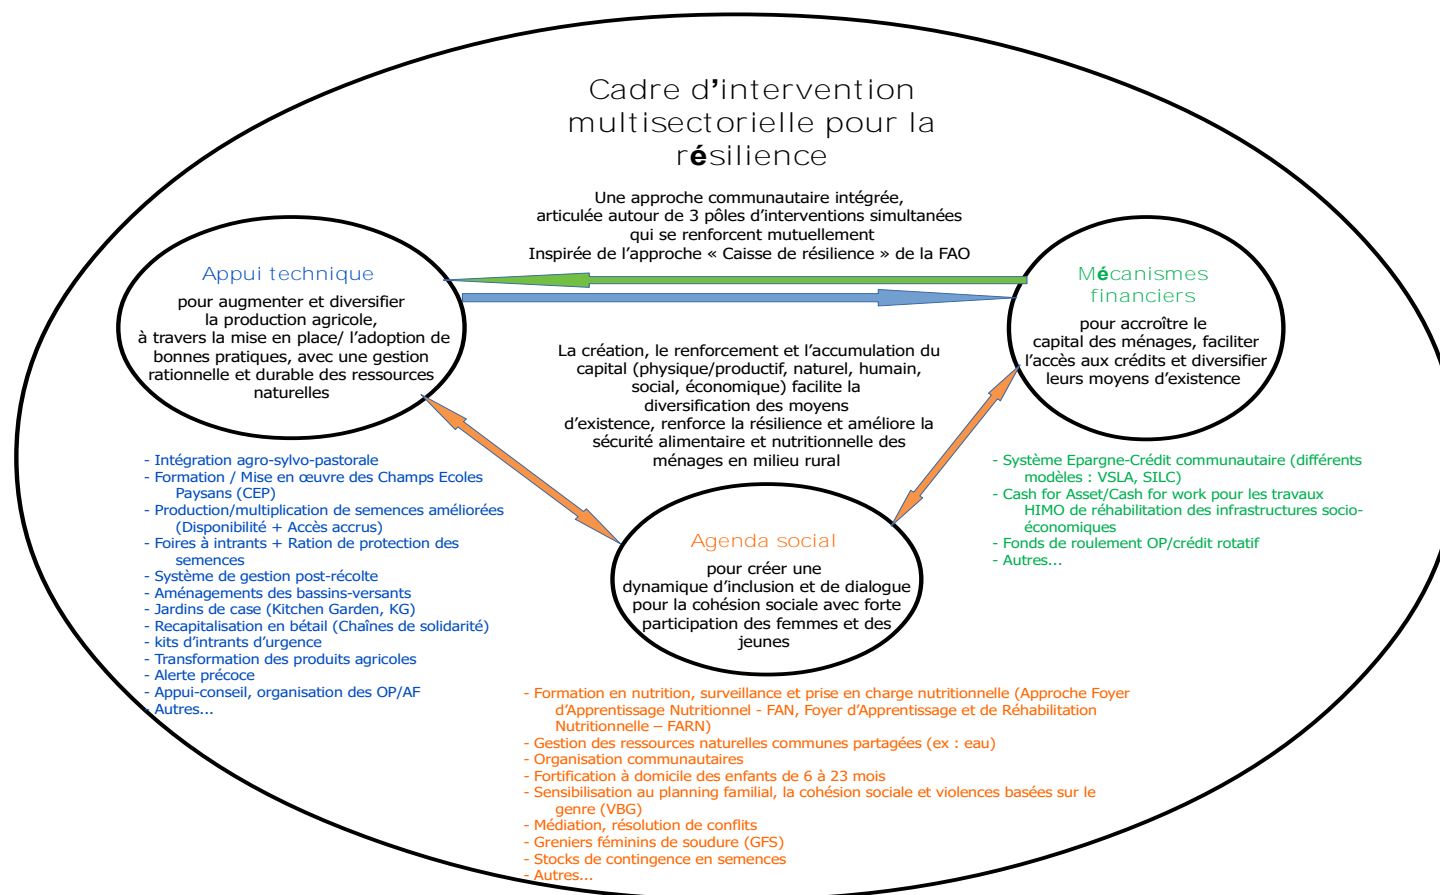 Cadre d'intervention
multisectorielle pour la
résilience
Une approche communautaire intégrée,
articulée autour de 3 pôles d'interventions simultanées
qui se renforcent mutuellement
Inspirée de l'approche « Caisse de résilience » de la FAO
Appui technique
pour augmenter et diversifier
la production agricole,
à travers la mise en place/ l'adoption de
bonnes pratiques, avec une gestion
rationnelle et durable des ressources
naturelles
Mécanismes
financiers
pour accroître le
capital des ménages, faciliter
l'accès aux crédits et diversifier
leurs moyens d'existence
La création, le renforcement et l'accumulation du
capital (physique/productif, naturel, humain,
social, économique) facilite la
diversification des moyens
d'existence, renforce la résilience et améliore la
sécurité alimentaire et nutritionnelle des
ménages en milieu rural
- Intégration agro-sylvo-pastorale
- Formation / Mise en œuvre des Champs Ecoles
Paysans (CEP)
- Production/multiplication de semences améliorées
(Disponibilité + Accès accrus)
- Foires à intrants + Ration de protection des
semences
- Système de gestion post-récolte
- Aménagements des bassins-versants
- Jardins de case (Kitchen Garden, KG)
- Recapitalisation en bétail (Chaînes de solidarité)
- kits d'intrants d'urgence
- Transformation des produits agricoles
- Alerte précoce
- Appui-conseil, organisation des OP/AF
- Autres...
- Système Epargne-Crédit communautaire (différents
modèles : VSLA, SILC)
- Cash for Asset/Cash for work pour les travaux
HIMO de réhabilitation des infrastructures socio-
économiques
- Fonds de roulement OP/crédit rotatif
- Autres...
Agenda social
pour créer une
dynamique d'inclusion et de dialogue
pour la cohésion sociale avec forte
participation des femmes et des
jeunes
- Formation en nutrition, surveillance et prise en charge nutritionnelle (Approche Foyer
d'Apprentissage Nutritionnel - FAN, Foyer d'Apprentissage et de Réhabilitation
Nutritionnelle – FARN)
- Gestion des ressources naturelles communes partagées (ex : eau)
- Organisation communautaires
- Fortification à domicile des enfants de 6 à 23 mois
- Sensibilisation au planning familial, la cohésion sociale et violences basées sur le
genre (VBG)
- Médiation, résolution de conflits
- Greniers féminins de soudure (GFS)
- Stocks de contingence en semences
- Autres...